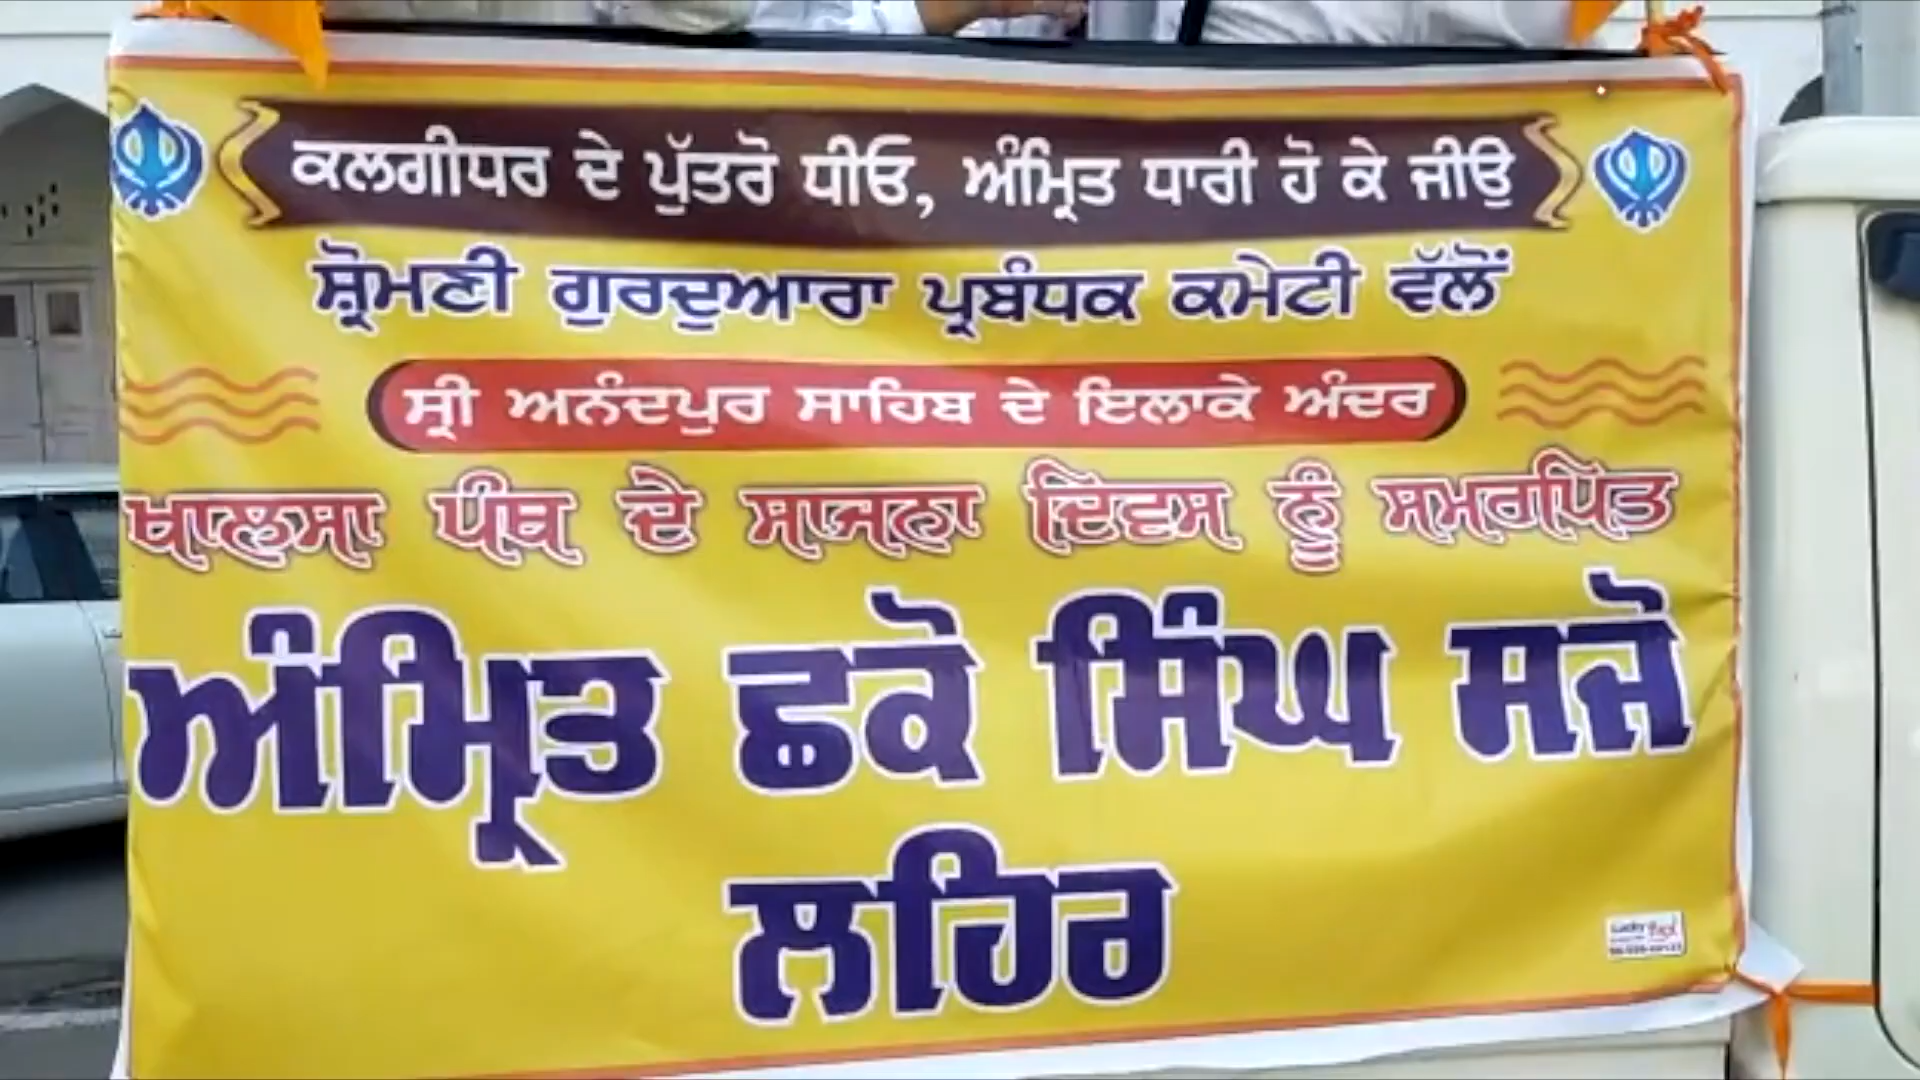 ਕਲਗੀਧਰ ਦੇ ਪੁੱਤਰੋ ਧੀਓ, ਅੰਮ੍ਰਿਤ ਧਾਰੀ ਹੋ ਕੇ ਜੀਉ
ਸ਼੍ਰੋਮਣੀ ਗੁਰਦੁਆਰਾ ਪ੍ਰਬੰਧਕ ਕਮੇਟੀ ਵੱਲੋਂ
ਸ੍ਰੀ ਅਨੰਦਪੁਰ ਸਾਹਿਬ ਦੇ ਇਲਾਕੇ ਅੰਦਰ
ਖਾਲਸਾ ਪੰਥ ਦੇ ਸਾਜਨਾ ਦਿਵਸ ਨੂੰ ਸਮਰਪਿਤ
ਅੰਮ੍ਰਿਤ ਛਕੋ ਸਿੰਘ ਸਜੋ
ਲਹਿਰ